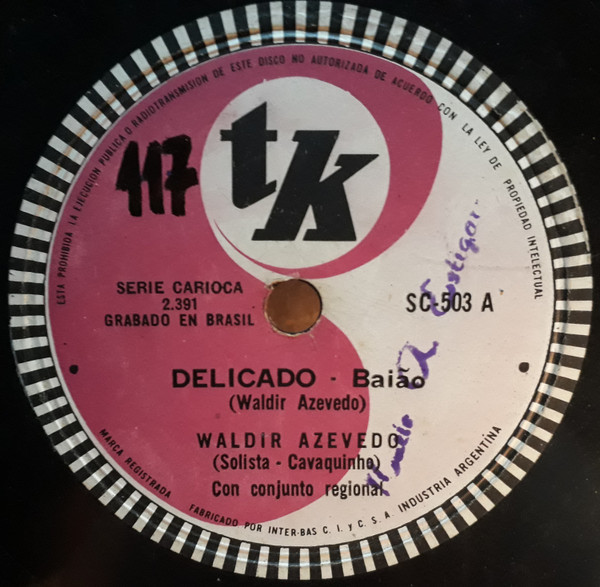 ESTA PROHIBIDA LA EJECUCION PUBLICA O RADIOTRANSMISION DE ESTE DISCO NO AUTORIZADA DE ACUERDO CON LA LEY DE PROPIEDAD INTELECTUAL
117
tk
SERIE CARIOCA
2.391
GRABADO EN BRASIL
SC-503 A
DELICADO - Baião
(Waldir Azevedo)
WALDIR AZEVEDO
(Solista - Cavaquinho)
Con conjunto regional
MARCA REGISTRADA
FABRICADO POR INTER-BAS C. I. y C. S. A. INDUSTRIA ARGENTINA